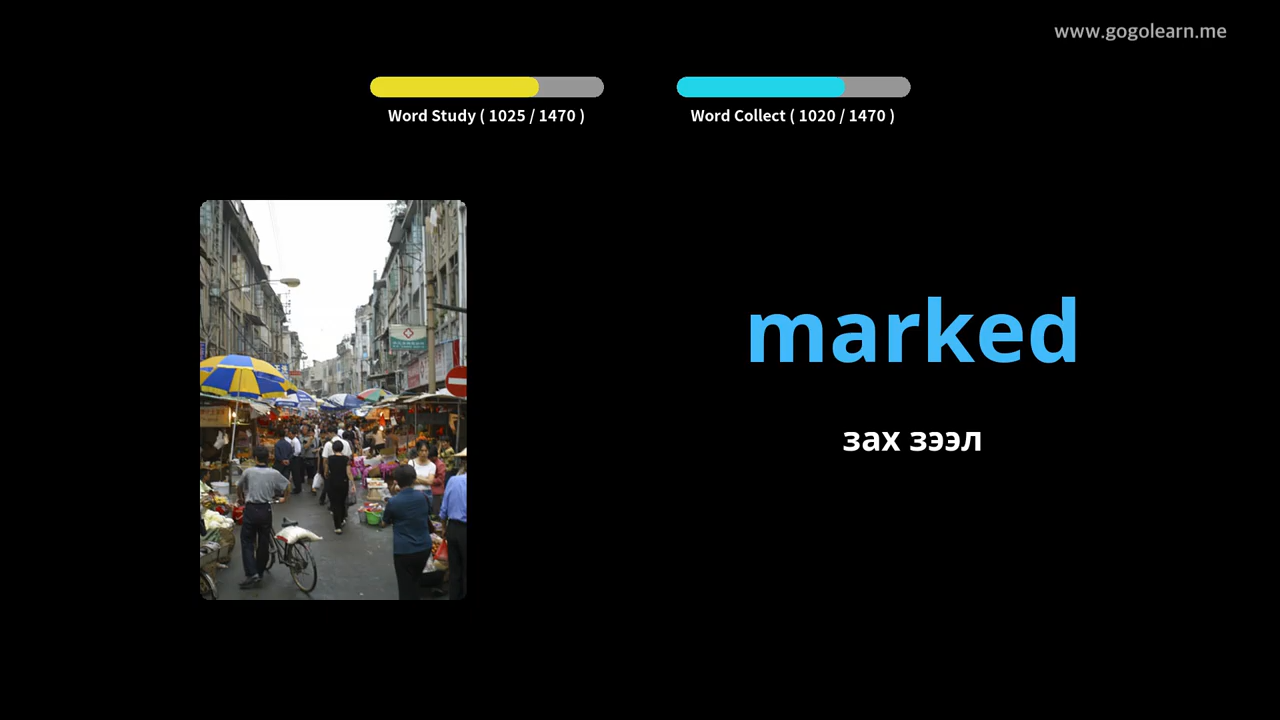 www.gogolearn.me
Word Study ( 1025 / 1470 )
Word Collect ( 1020 / 1470 )
marked
зах зээл